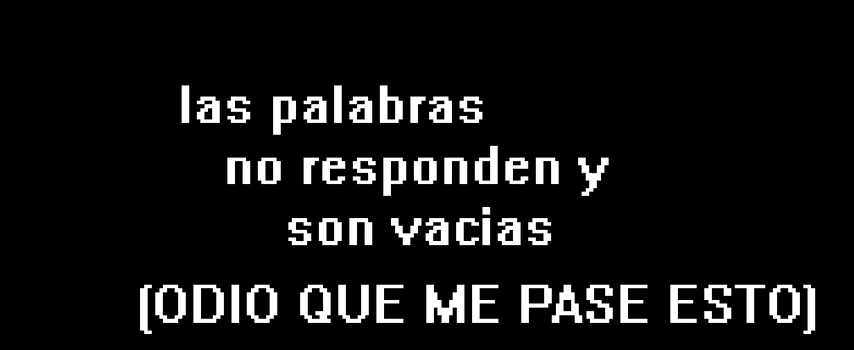 las palabras
no responden y
son vacias
[ODIO QUE ME PASE ESTO]